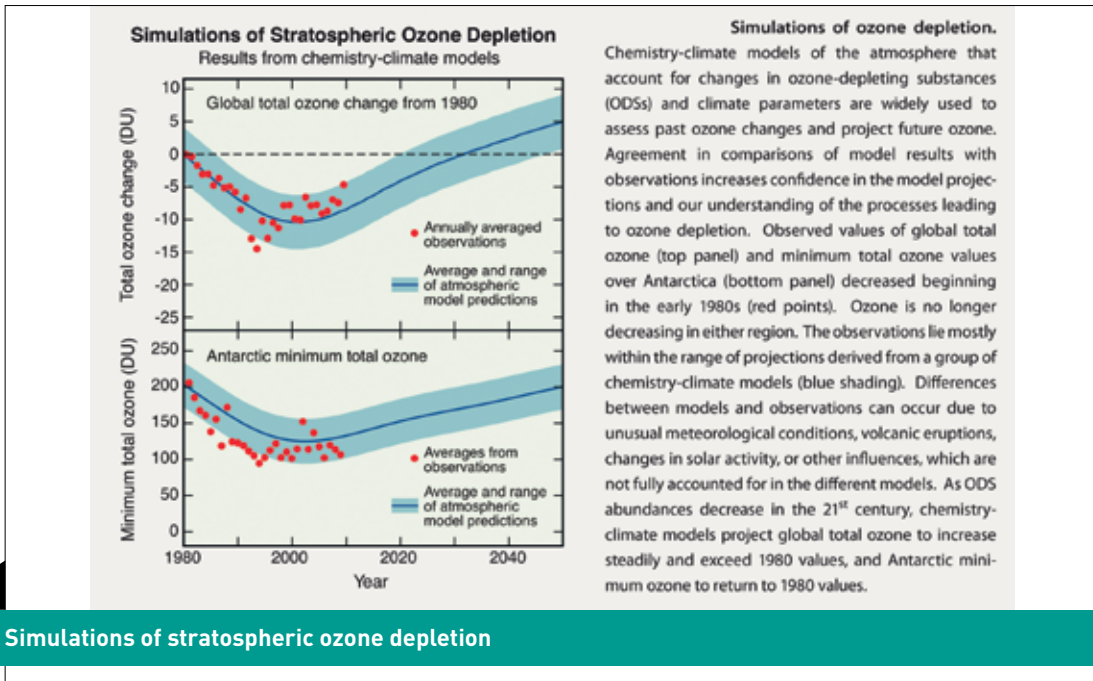 Simulations of Stratospheric Ozone Depletion
Results from chemistry-climate models
Global total ozone change from 1980
Total ozone change (DU)
10
5
0
-5
-10
-15
-20
-25
Annually averaged
observations
Average and range
of atmospheric
model predictions
Antarctic minimum total ozone
Minimum total ozone (DU)
250
200
150
100
50
0
Averages from
observations
Average and range
of atmospheric
model predictions
1980
2000
2020
2040
Year
Simulations of ozone depletion.
Chemistry-climate models of the atmosphere that
account for changes in ozone-depleting substances
(ODSs) and climate parameters are widely used to
assess past ozone changes and project future ozone.
Agreement in comparisons of model results with
observations increases confidence in the model projec-
tions and our understanding of the processes leading
to ozone depletion. Observed values of global total
ozone (top panel) and minimum total ozone values
over Antarctica (bottom panel) decreased beginning
in the early 1980s (red points). Ozone is no longer
decreasing in either region. The observations lie mostly
within the range of projections derived from a group of
chemistry-climate models (blue shading). Differences
between models and observations can occur due to
unusual meteorological conditions, volcanic eruptions,
changes in solar activity, or other influences, which are
not fully accounted for in the different models. As ODS
abundances decrease in the 21st century, chemistry-
climate models project global total ozone to increase
steadily and exceed 1980 values, and Antarctic mini-
mum ozone to return to 1980 values.
Simulations of stratospheric ozone depletion